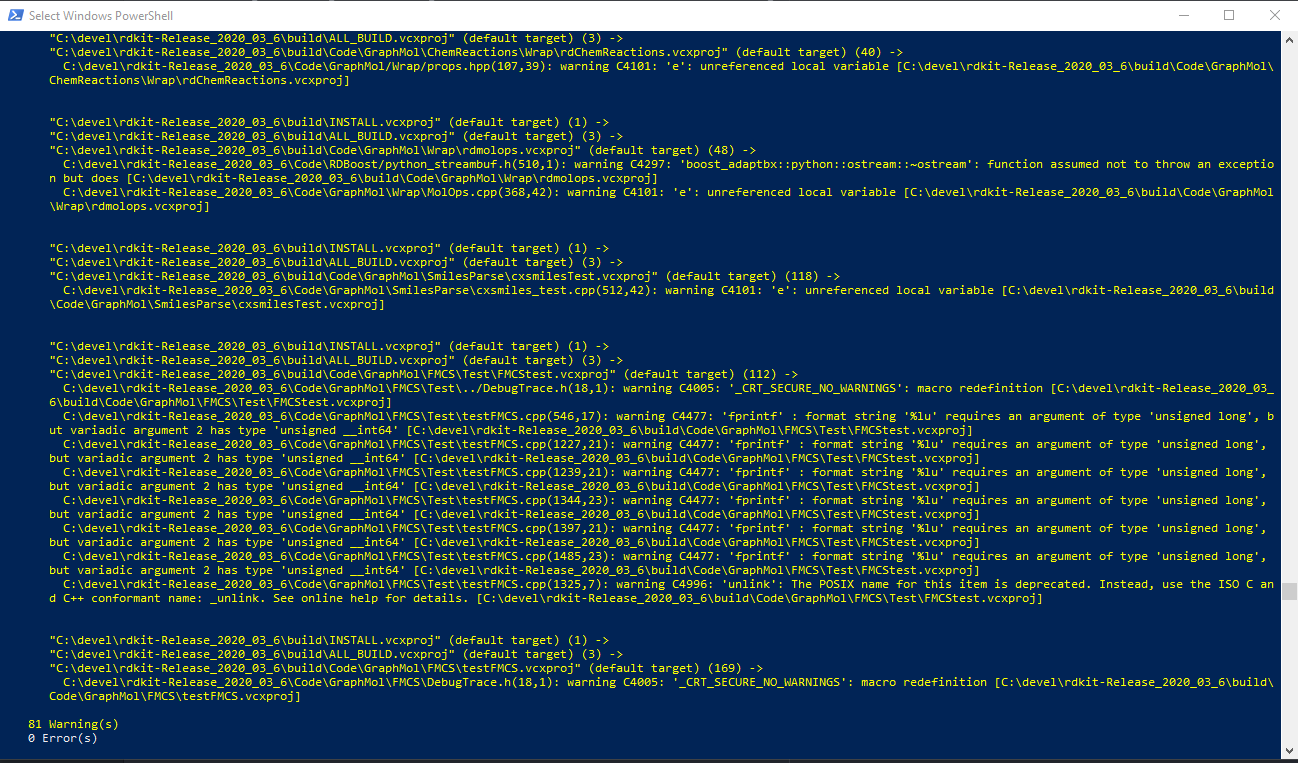 Select Windows PowerShell
"C:\devel\rdkit-Release_2020_03_6\build\ALL_BUILD.vcxproj" (default target) (3) ->
"C:\devel\rdkit-Release_2020_03_6\build\Code\GraphMol\ChemReactions\Wrap\rdChemReactions.vcxproj" (default target) (40) ->
C:\devel\rdkit-Release_2020_03_6\Code\GraphMol/Wrap/props.hpp(107,39): warning C4101: 'e': unreferenced local variable [C:\devel\rdkit-Release_2020_03_6\build\Code\GraphMol\
ChemReactions\Wrap\rdChemReactions.vcxproj]
"C:\devel\rdkit-Release_2020_03_6\build\INSTALL.vcxproj" (default target) (1) ->
"C:\devel\rdkit-Release_2020_03_6\build\ALL_BUILD.vcxproj" (default target) (3) ->
"C:\devel\rdkit-Release_2020_03_6\build\Code\GraphMol\Wrap\rdmolops.vcxproj" (default target) (48) ->
C:\devel\rdkit-Release_2020_03_6\Code\RDBoost/python_streambuf.h(510,1): warning C4297: 'boost_adaptbx::python::ostream::~ostream': function assumed not to throw an exceptio
n but does [C:\devel\rdkit-Release_2020_03_6\build\Code\GraphMol\Wrap\rdmolops.vcxproj]
C:\devel\rdkit-Release_2020_03_6\Code\GraphMol\Wrap\MolOps.cpp(368,42): warning C4101: 'e': unreferenced local variable [C:\devel\rdkit-Release_2020_03_6\build\Code\GraphMol
\Wrap\rdmolops.vcxproj]
"C:\devel\rdkit-Release_2020_03_6\build\INSTALL.vcxproj" (default target) (1) ->
"C:\devel\rdkit-Release_2020_03_6\build\ALL_BUILD.vcxproj" (default target) (3) ->
"C:\devel\rdkit-Release_2020_03_6\build\Code\GraphMol\SmilesParse\cxsmilesTest.vcxproj" (default target) (118) ->
C:\devel\rdkit-Release_2020_03_6\Code\GraphMol\SmilesParse\cxsmiles_test.cpp(512,42): warning C4101: 'e': unreferenced local variable [C:\devel\rdkit-Release_2020_03_6\build
\Code\GraphMol\SmilesParse\cxsmilesTest.vcxproj]
"C:\devel\rdkit-Release_2020_03_6\build\INSTALL.vcxproj" (default target) (1) ->
"C:\devel\rdkit-Release_2020_03_6\build\ALL_BUILD.vcxproj" (default target) (3) ->
"C:\devel\rdkit-Release_2020_03_6\build\Code\GraphMol\FMCS\Test\FMCStest.vcxproj" (default target) (112) ->
C:\devel\rdkit-Release_2020_03_6\Code\GraphMol\FMCS\Test\../DebugTrace.h(18,1): warning C4005: '_CRT_SECURE_NO_WARNINGS': macro redefinition [C:\devel\rdkit-Release_2020_03_
6\build\Code\GraphMol\FMCS\Test\FMCStest.vcxproj]
C:\devel\rdkit-Release_2020_03_6\Code\GraphMol\FMCS\Test\testFMCS.cpp(546,17): warning C4477: 'fprintf' : format string '%lu' requires an argument of type 'unsigned long', b
ut variadic argument 2 has type 'unsigned __int64' [C:\devel\rdkit-Release_2020_03_6\build\Code\GraphMol\FMCS\Test\FMCStest.vcxproj]
C:\devel\rdkit-Release_2020_03_6\Code\GraphMol\FMCS\Test\testFMCS.cpp(1227,21): warning C4477: 'fprintf' : format string '%lu' requires an argument of type 'unsigned long',
but variadic argument 2 has type 'unsigned __int64' [C:\devel\rdkit-Release_2020_03_6\build\Code\GraphMol\FMCS\Test\FMCStest.vcxproj]
C:\devel\rdkit-Release_2020_03_6\Code\GraphMol\FMCS\Test\testFMCS.cpp(1239,21): warning C4477: 'fprintf' : format string '%lu' requires an argument of type 'unsigned long',
but variadic argument 2 has type 'unsigned __int64' [C:\devel\rdkit-Release_2020_03_6\build\Code\GraphMol\FMCS\Test\FMCStest.vcxproj]
C:\devel\rdkit-Release_2020_03_6\Code\GraphMol\FMCS\Test\testFMCS.cpp(1344,23): warning C4477: 'fprintf' : format string '%lu' requires an argument of type 'unsigned long',
but variadic argument 2 has type 'unsigned __int64' [C:\devel\rdkit-Release_2020_03_6\build\Code\GraphMol\FMCS\Test\FMCStest.vcxproj]
C:\devel\rdkit-Release_2020_03_6\Code\GraphMol\FMCS\Test\testFMCS.cpp(1397,21): warning C4477: 'fprintf' : format string '%lu' requires an argument of type 'unsigned long',
but variadic argument 2 has type 'unsigned __int64' [C:\devel\rdkit-Release_2020_03_6\build\Code\GraphMol\FMCS\Test\FMCStest.vcxproj]
C:\devel\rdkit-Release_2020_03_6\Code\GraphMol\FMCS\Test\testFMCS.cpp(1485,23): warning C4477: 'fprintf' : format string '%lu' requires an argument of type 'unsigned long',
but variadic argument 2 has type 'unsigned __int64' [C:\devel\rdkit-Release_2020_03_6\build\Code\GraphMol\FMCS\Test\FMCStest.vcxproj]
C:\devel\rdkit-Release_2020_03_6\Code\GraphMol\FMCS\Test\testFMCS.cpp(1325,7): warning C4996: 'unlink': The POSIX name for this item is deprecated. Instead, use the ISO C an
d C++ conformant name: _unlink. See online help for details. [C:\devel\rdkit-Release_2020_03_6\build\Code\GraphMol\FMCS\Test\FMCStest.vcxproj]
"C:\devel\rdkit-Release_2020_03_6\build\INSTALL.vcxproj" (default target) (1) ->
"C:\devel\rdkit-Release_2020_03_6\build\ALL_BUILD.vcxproj" (default target) (3) ->
"C:\devel\rdkit-Release_2020_03_6\build\Code\GraphMol\FMCS\testFMCS.vcxproj" (default target) (169) ->
C:\devel\rdkit-Release_2020_03_6\Code\GraphMol\FMCS\DebugTrace.h(18,1): warning C4005: '_CRT_SECURE_NO_WARNINGS': macro redefinition [C:\devel\rdkit-Release_2020_03_6\build\
Code\GraphMol\FMCS\testFMCS.vcxproj]
81 Warning(s)
0 Error(s)